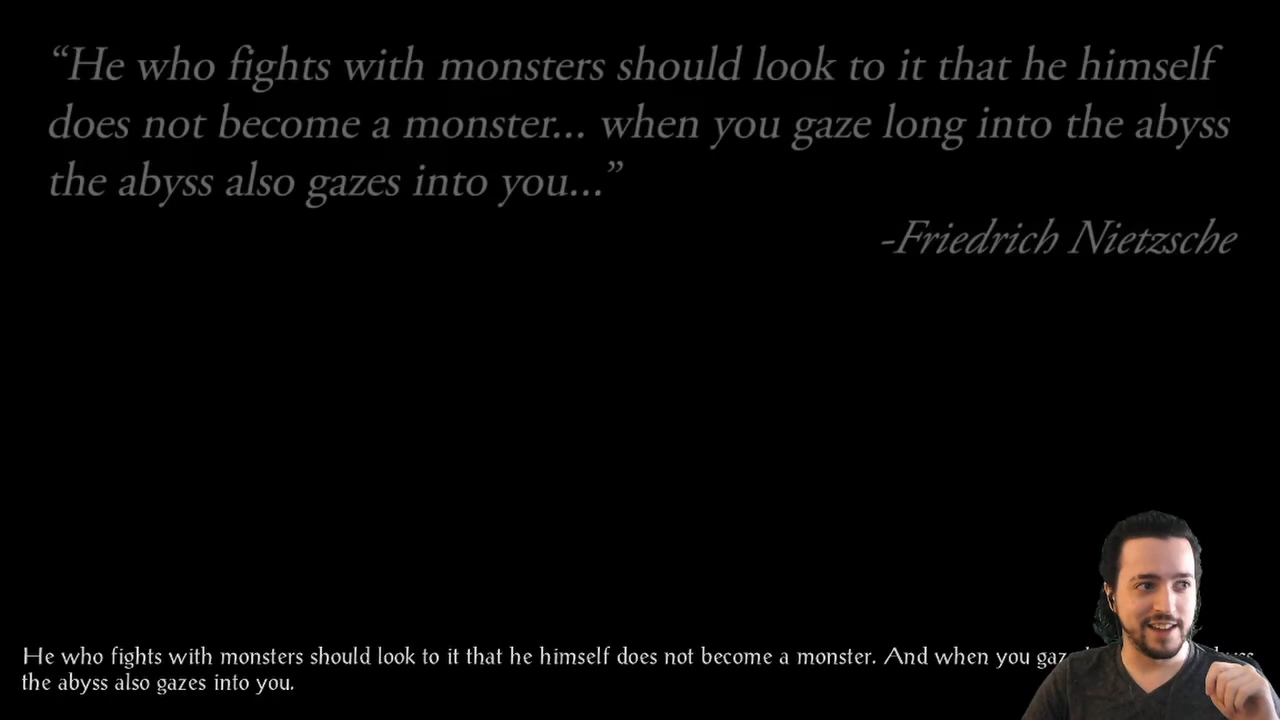 “He who fights with monsters should look to it that he himself
does not become a monster... when you gaze long into the abyss
the abyss also gazes into you...”
-Friedrich Nietzsche
He who fights with monsters should look to it that he himself does not become a monster. And when you
the abyss also gazes into you.